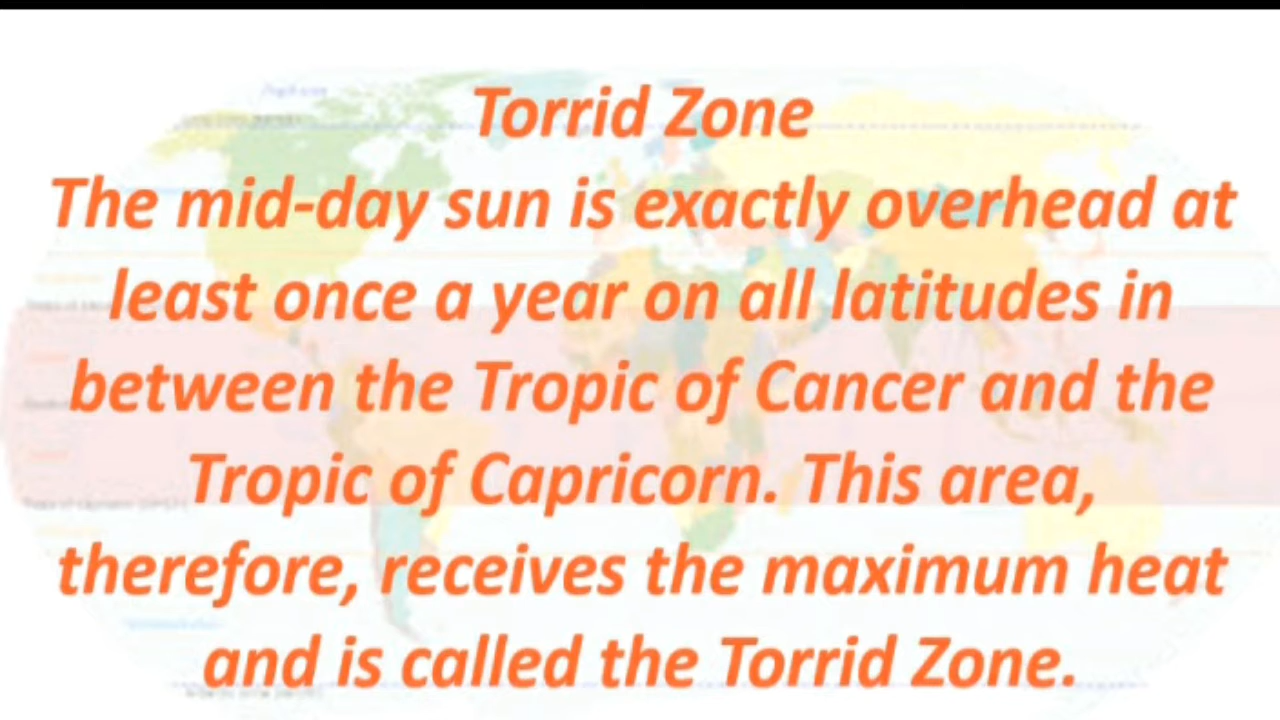 Torrid Zone
The mid-day sun is exactly overhead at
least once a year on all latitudes in
between the Tropic of Cancer and the
Tropic of Capricorn. This area,
therefore, receives the maximum heat
and is called the Torrid Zone.